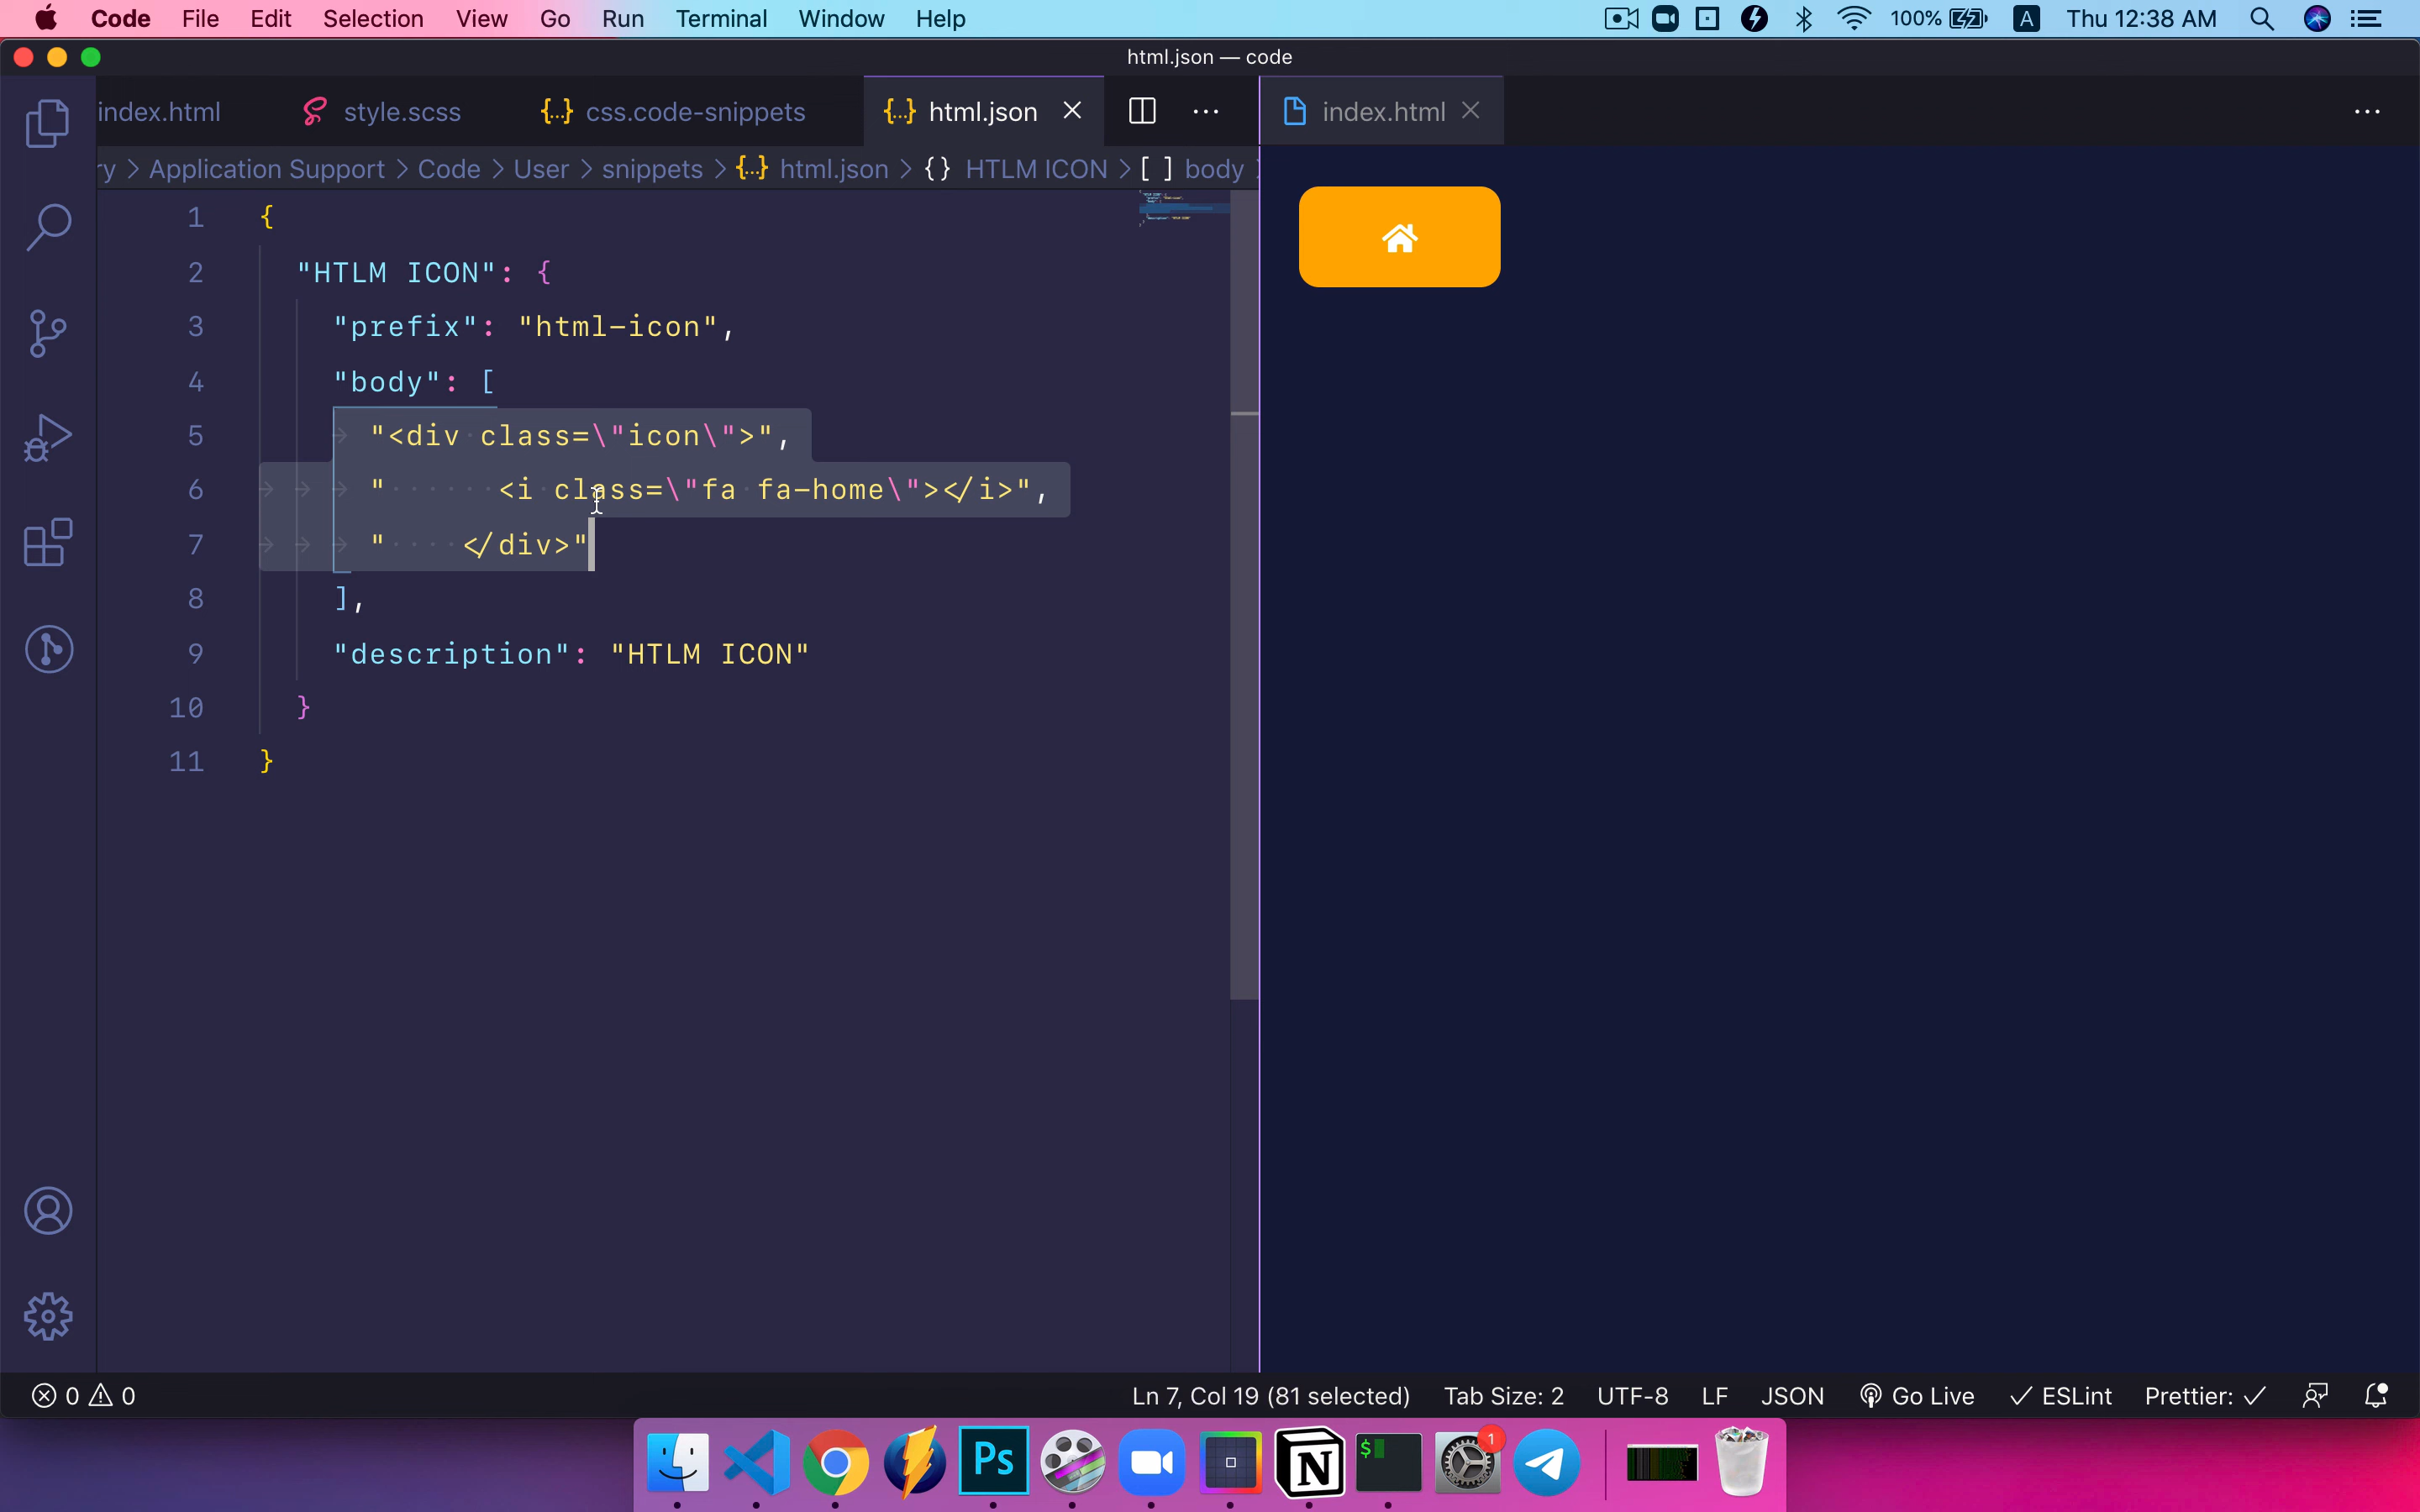 Code File Edit Selection View Go Run Terminal Window Help 100% A Thu 12:38 AM
html.json — code
index.html style.scss {...} css.code-snippets {...} html.json index.html
ry > Application Support > Code > User > snippets > {...} html.json > {} HTLM ICON > [ ] body
1 {
2 "HTLM ICON": {
3 "prefix": "html-icon",
4 "body": [
5 "<div class=\"icon\">",
6 "      <i class=\"fa fa-home\"></i>",
7 "    </div>"
8 ],
9 "description": "HTLM ICON"
10 }
11 }
0 0 Ln 7, Col 19 (81 selected) Tab Size: 2 UTF-8 LF JSON Go Live ESLint Prettier: ✓
Ps N $ 1